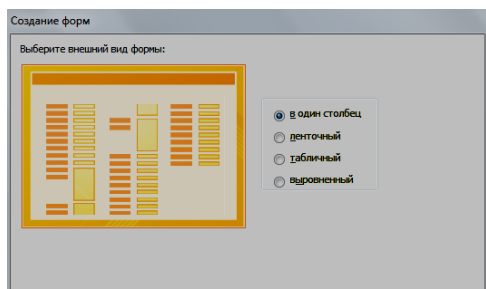 Создание форм
Выберите внешний вид формы:
в один столбец
ленточный
табличный
выровненный